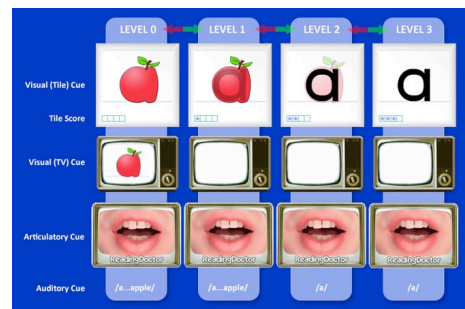 LEVEL 0 LEVEL 1 LEVEL 2 LEVEL 3
Visual (Tile) Cue
a a a
Tile Score
Visual (TV) Cue
Articulatory Cue
ReadingDoctor ReadingDoctor ReadingDoctor ReadingDoctor
Auditory Cue /a...apple/ /a...apple/ /a/ /a/